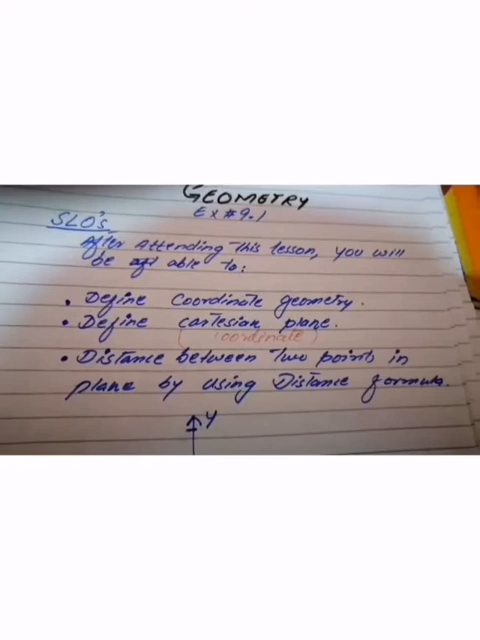 GEOMETRY
Ex # 9.1
SLO's
After Attending this lesson, you will
be able to:
• Define Coordinate geometry.
• Define cartesian plane.
(coordinate)
• Distance between two points in
plane by using Distance formula.
Y